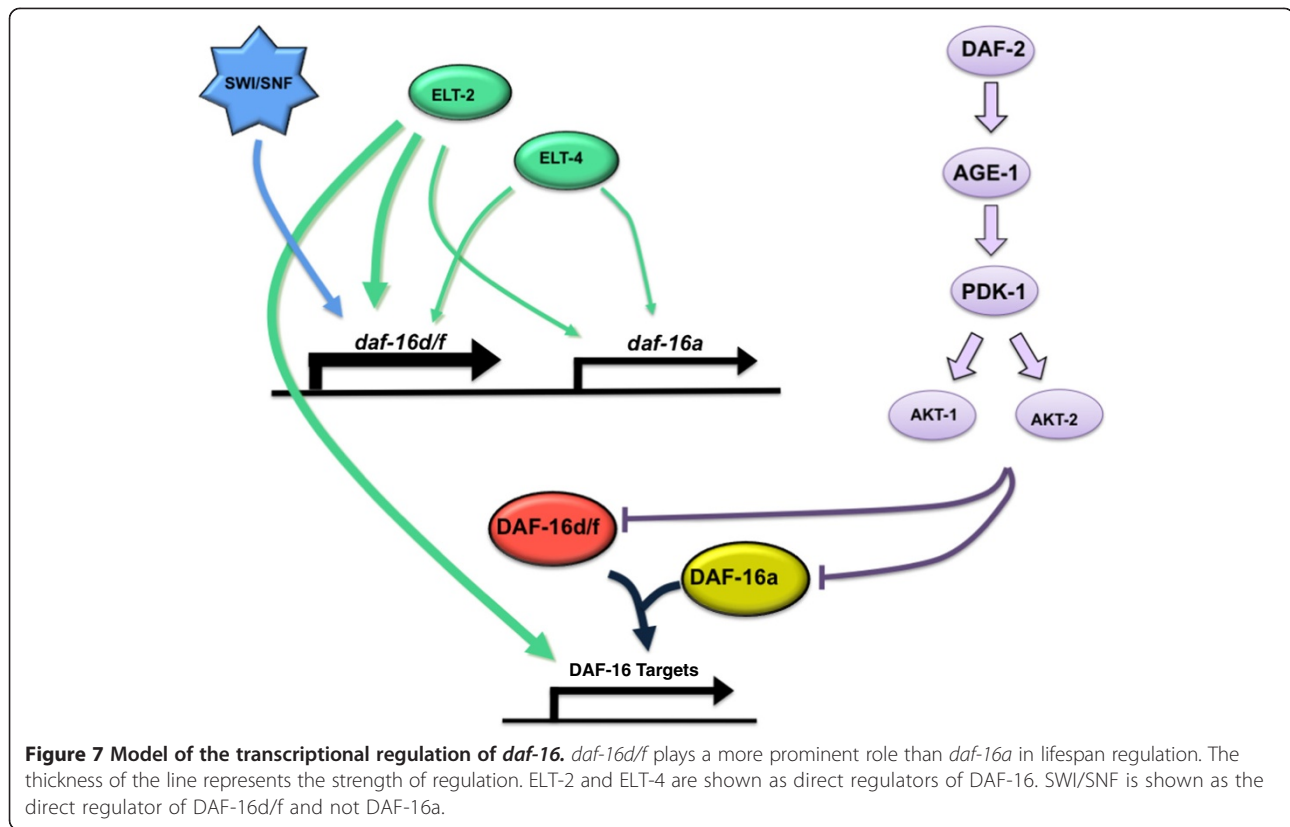 SWI/SNF
ELT-2
ELT-4
DAF-2
AGE-1
PDK-1
AKT-1
AKT-2
daf-16d/f
daf-16a
DAF-16d/f
DAF-16a
DAF-16 Targets
Figure 7 Model of the transcriptional regulation of daf-16. daf-16d/f plays a more prominent role than daf-16a in lifespan regulation. The
thickness of the line represents the strength of regulation. ELT-2 and ELT-4 are shown as direct regulators of DAF-16. SWI/SNF is shown as the
direct regulator of DAF-16d/f and not DAF-16a.